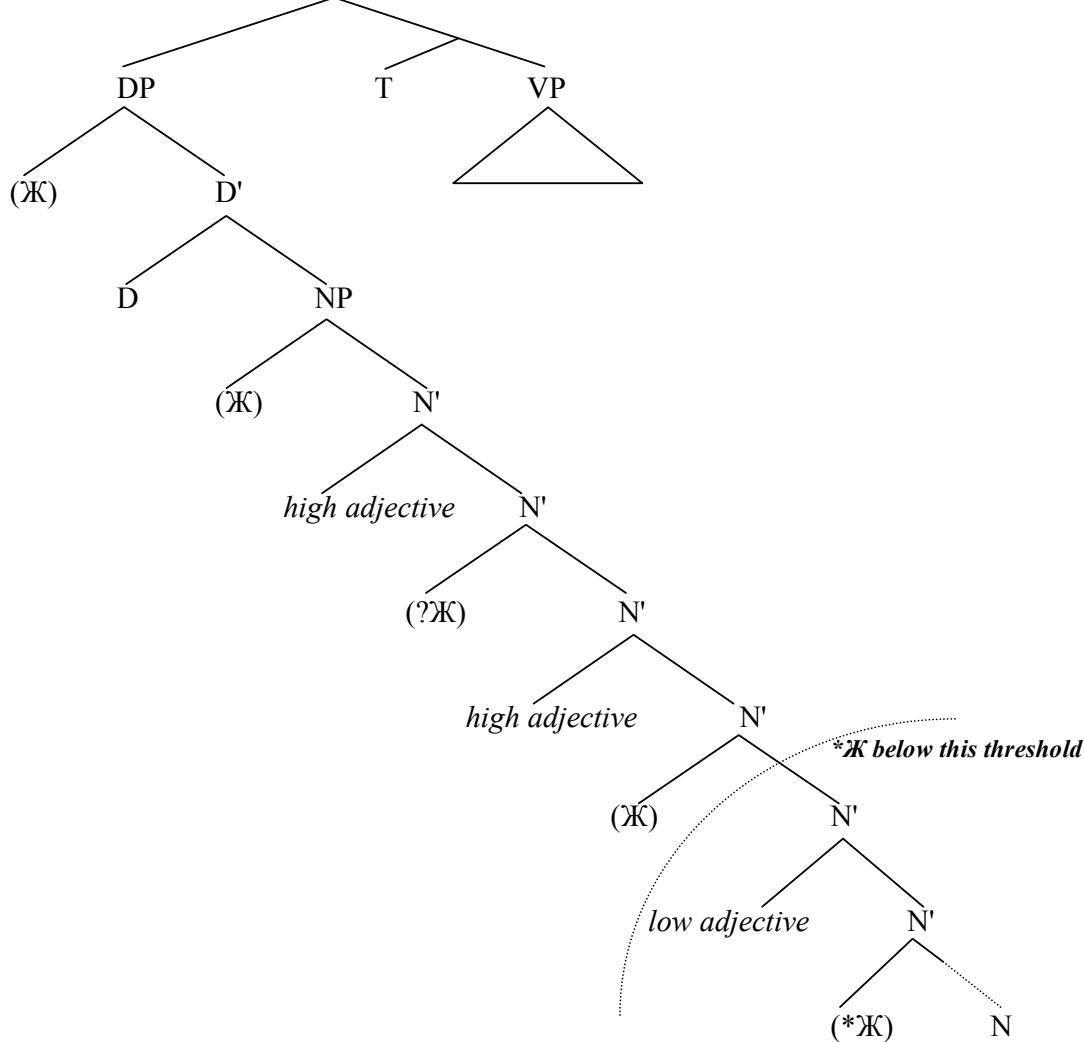 DP T VP
(Ж) D'
D NP
(Ж) N'
high adjective N'
(?Ж) N'
high adjective N'
*Ж below this threshold
(Ж) N'
low adjective N'
(*Ж) N